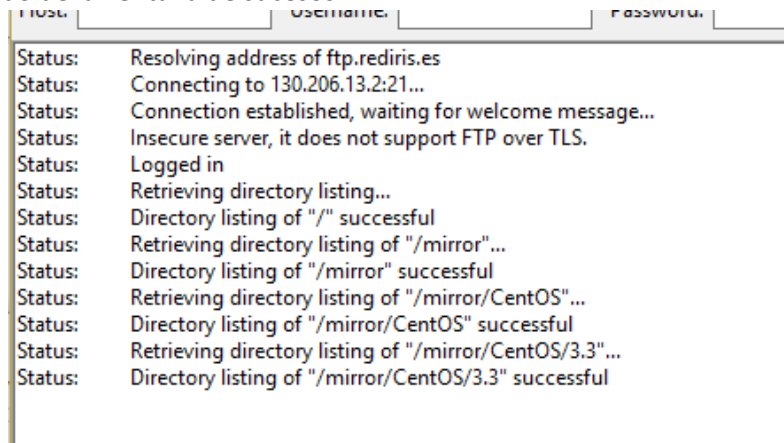 Host: Username: Password:
Status: Resolving address of ftp.rediris.es
Status: Connecting to 130.206.13.2:21...
Status: Connection established, waiting for welcome message...
Status: Insecure server, it does not support FTP over TLS.
Status: Logged in
Status: Retrieving directory listing...
Status: Directory listing of "/" successful
Status: Retrieving directory listing of "/mirror"...
Status: Directory listing of "/mirror" successful
Status: Retrieving directory listing of "/mirror/CentOS"...
Status: Directory listing of "/mirror/CentOS" successful
Status: Retrieving directory listing of "/mirror/CentOS/3.3"...
Status: Directory listing of "/mirror/CentOS/3.3" successful